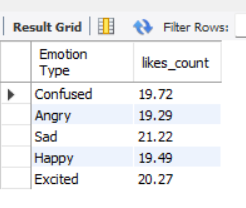 Result Grid Filter Rows:
Emotion Type likes_count
Confused 19.72
Angry 19.29
Sad 21.22
Happy 19.49
Excited 20.27